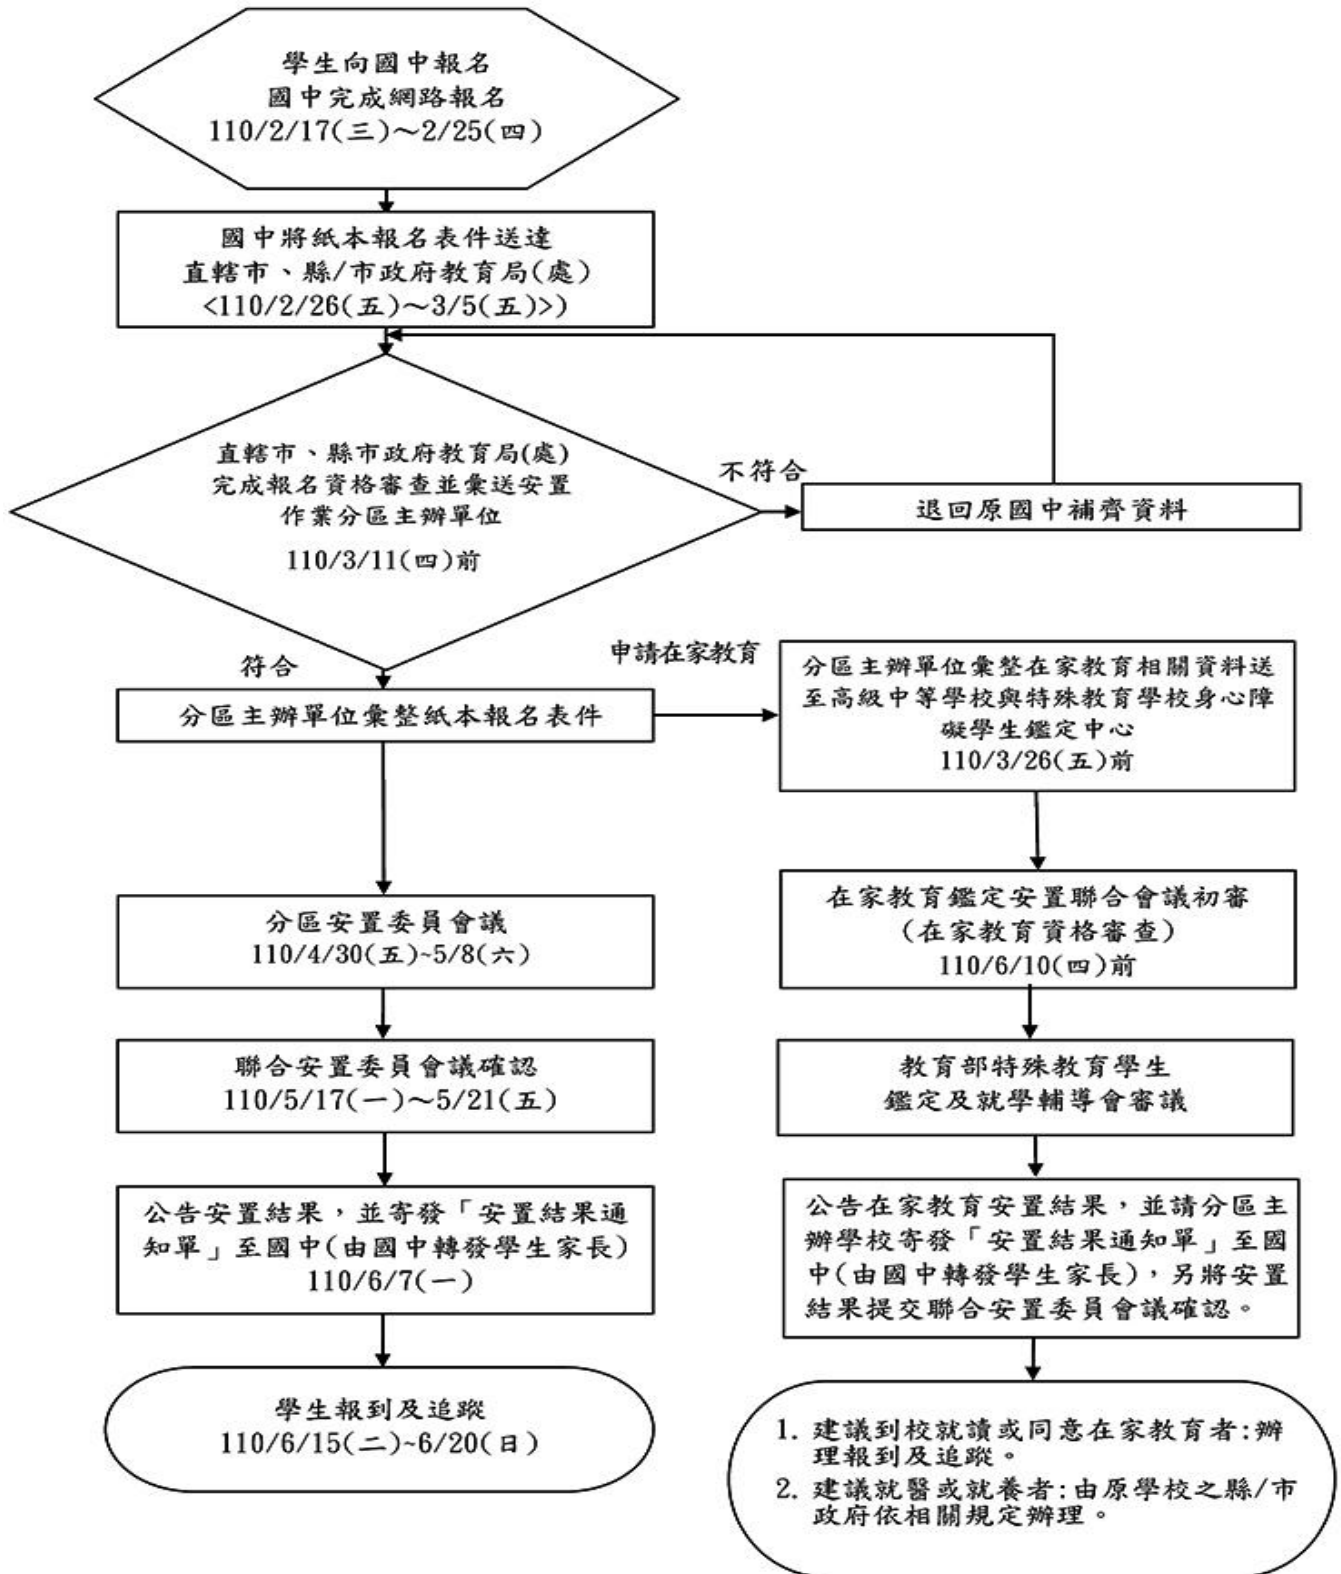 學生向國中報名
國中完成網路報名
110/2/17(三)～2/25(四)
國中將紙本報名表件送達
直轄市、縣/市政府教育局(處)
<110/2/26(五)～3/5(五)>)
直轄市、縣市政府教育局(處)
完成報名資格審查並彙送安置
作業分區主辦單位
110/3/11(四)前
不符合
退回原國中補齊資料
符合
分區主辦單位彙整紙本報名表件
申請在家教育
分區主辦單位彙整在家教育相關資料送
至高級中等學校與特殊教育學校身心障
礙學生鑑定中心
110/3/26(五)前
分區安置委員會議
110/4/30(五)~5/8(六)
聯合安置委員會議確認
110/5/17(一)～5/21(五)
公告安置結果，並寄發「安置結果通
知單」至國中(由國中轉發學生家長)
110/6/7(一)
學生報到及追蹤
110/6/15(二)~6/20(日)
在家教育鑑定安置聯合會議初審
(在家教育資格審查)
110/6/10(四)前
教育部特殊教育學生
鑑定及就學輔導會審議
公告在家教育安置結果，並請分區主
辦學校寄發「安置結果通知單」至國
中(由國中轉發學生家長)，另將安置
結果提交聯合安置委員會議確認。
1. 建議到校就讀或同意在家教育者:辦
理報到及追蹤。
2. 建議就醫或就養者:由原學校之縣/市
政府依相關規定辦理。